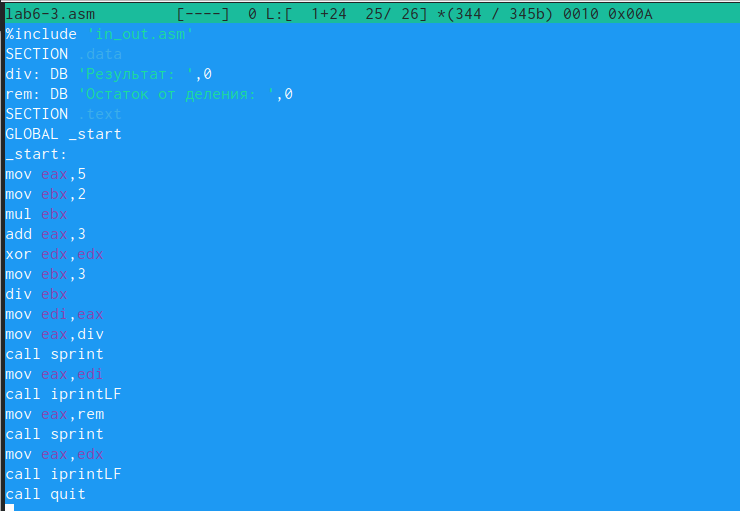 lab6-3.asm [----] 0 L:[ 1+24 25/ 26] *(344 / 345b) 0010 0x00A
%include 'in_out.asm'
SECTION .data
div: DB 'Результат: ',0
rem: DB 'Остаток от деления: ',0
SECTION .text
GLOBAL _start
_start:
mov eax,5
mov ebx,2
mul ebx
add eax,3
xor edx,edx
mov ebx,3
div ebx
mov edi,eax
mov eax,div
call sprint
mov eax,edi
call iprintLF
mov eax,rem
call sprint
mov eax,edx
call iprintLF
call quit